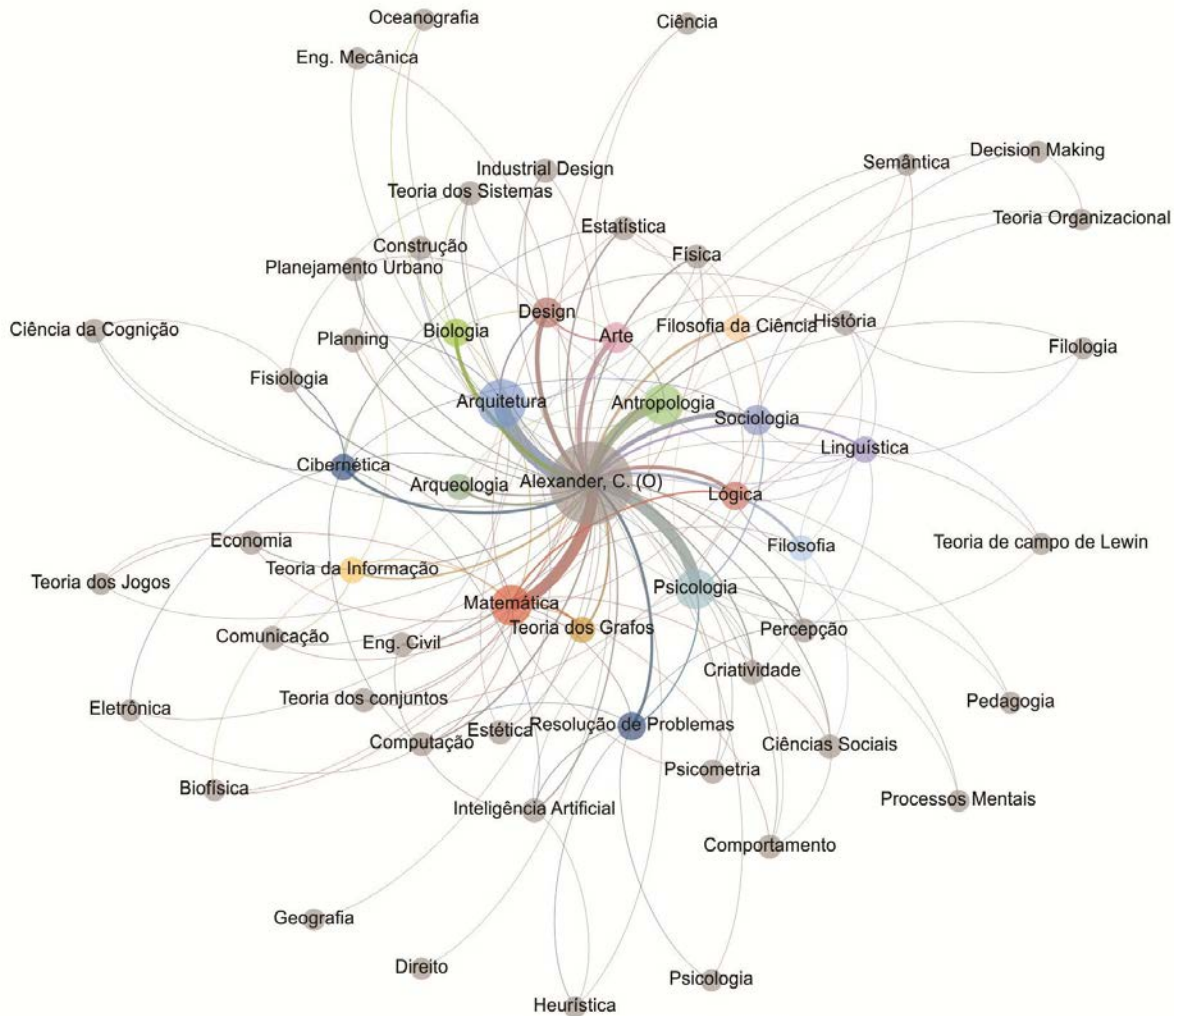 Oceanografia
Ciência
Eng. Mecânica
Decision Making
Semântica
Industrial Design
Teoria dos Sistemas
Teoria Organizacional
Estatística
Construção
Física
Planejamento Urbano
Design
História
Ciência da Cognição
Biologia
Filosofia da Ciência
Planning
Arte
Filologia
Fisiologia
Arquitetura
Antropologia
Sociologia
Linguística
Cibernética
Arqueologia
Alexander, C. (O)
Lógica
Economia
Filosofia
Teoria de campo de Lewin
Teoria da Informação
Teoria dos Jogos
Psicologia
Matemática
Teoria dos Grafos
Percepção
Comunicação
Eng. Civil
Criatividade
Teoria dos conjuntos
Pedagogia
Eletrônica
Estética
Resolução de Problemas
Computação
Ciências Sociais
Psicometria
Biofísica
Processos Mentais
Inteligência Artificial
Comportamento
Geografia
Direito
Psicologia
Heurística